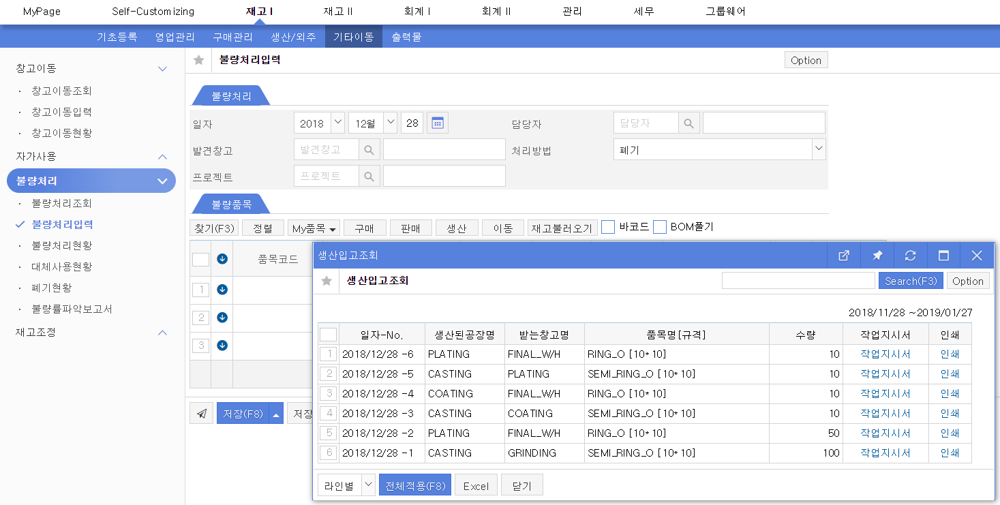 MyPage Self-Customizing 재고 I 재고 II 회계 I 회계 II 관리 세무 그룹웨어
기초등록 영업관리 구매관리 생산/외주 기타이동 출력물
창고이동
· 창고이동조회
· 창고이동입력
· 창고이동현황
자가사용
불량처리
· 불량처리조회
불량처리입력
· 불량처리현황
· 대체사용현황
· 폐기현황
· 불량률파악보고서
재고조정
불량처리입력 Option
불량처리
일자 2018 12월 28 담당자 담당자
발견창고 발견창고 처리방법 폐기
프로젝트 프로젝트
불량품목
찾기(F3) 정렬 My품목 구매 판매 생산 이동 재고불러오기 바코드 BOM풀기
품목코드
1
2
3
저장(F8) 저장
생산입고조회
생산입고조회 Search(F3) Option
2018/11/28 ~2019/01/27
일자-No. 생산된공장명 받는창고명 품목명[규격] 수량 작업지시서 인쇄
1 2018/12/28 -6 PLATING FINAL_W/H RING_O [10*10] 10 작업지시서 인쇄
2 2018/12/28 -5 CASTING PLATING SEMI_RING_O [10*10] 10 작업지시서 인쇄
3 2018/12/28 -4 COATING FINAL_W/H RING_O [10*10] 10 작업지시서 인쇄
4 2018/12/28 -3 CASTING COATING SEMI_RING_O [10*10] 10 작업지시서 인쇄
5 2018/12/28 -2 PLATING FINAL_W/H RING_O [10*10] 50 작업지시서 인쇄
6 2018/12/28 -1 CASTING GRINDING SEMI_RING_O [10*10] 100 작업지시서 인쇄
라인별 전체적용(F8) Excel 닫기